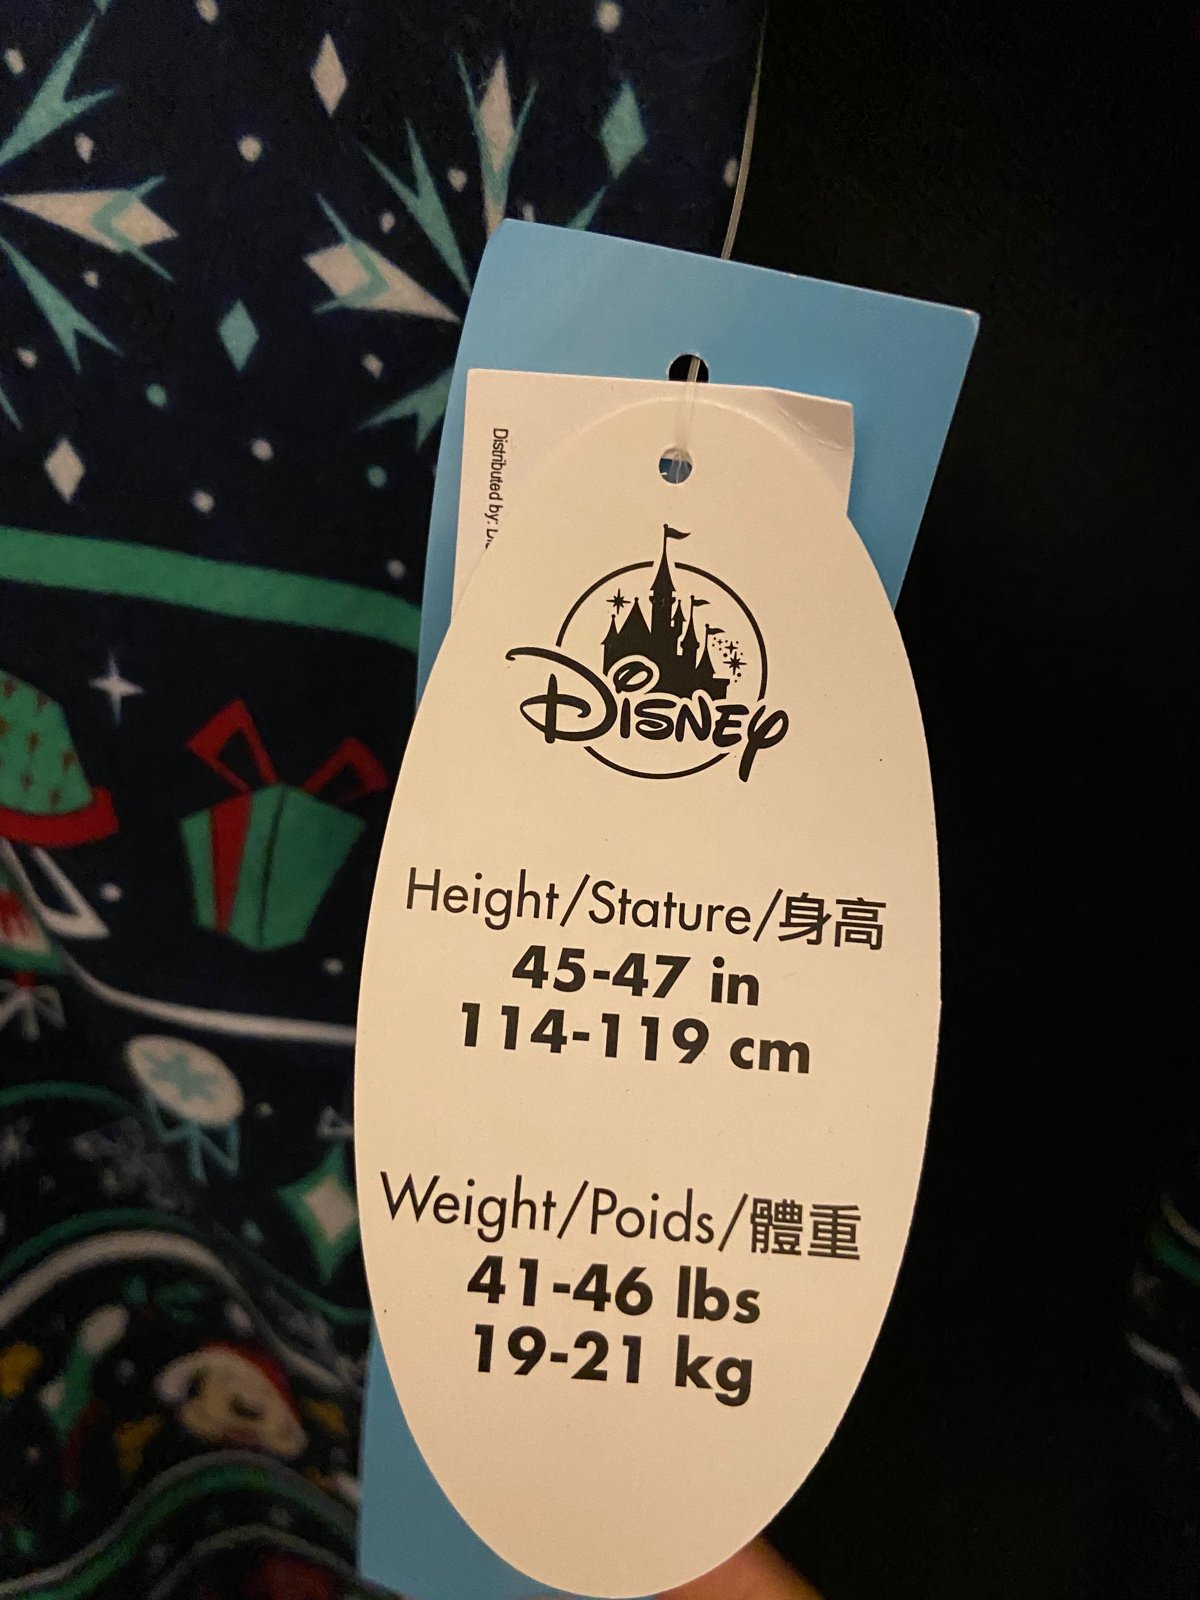 Distributed by:
Disney
Height/Stature/身高
45-47 in
114-119 cm
Weight/Poids/體重
41-46 lbs
19-21 kg